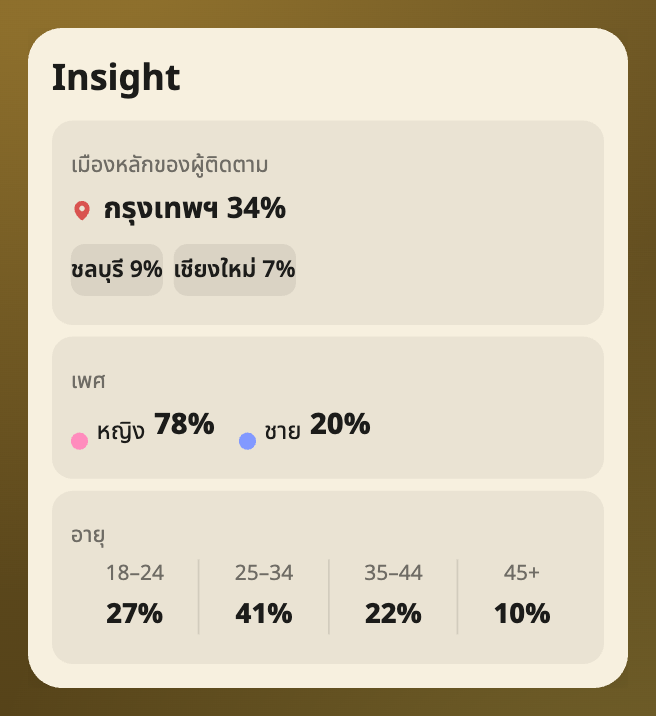 Insight
เมืองหลักของผู้ติดตาม
กรุงเทพฯ 34%
ชลบุรี 9% เชียงใหม่ 7%
เพศ
หญิง 78% ชาย 20%
อายุ
18–24 25–34 35–44 45+
27% 41% 22% 10%